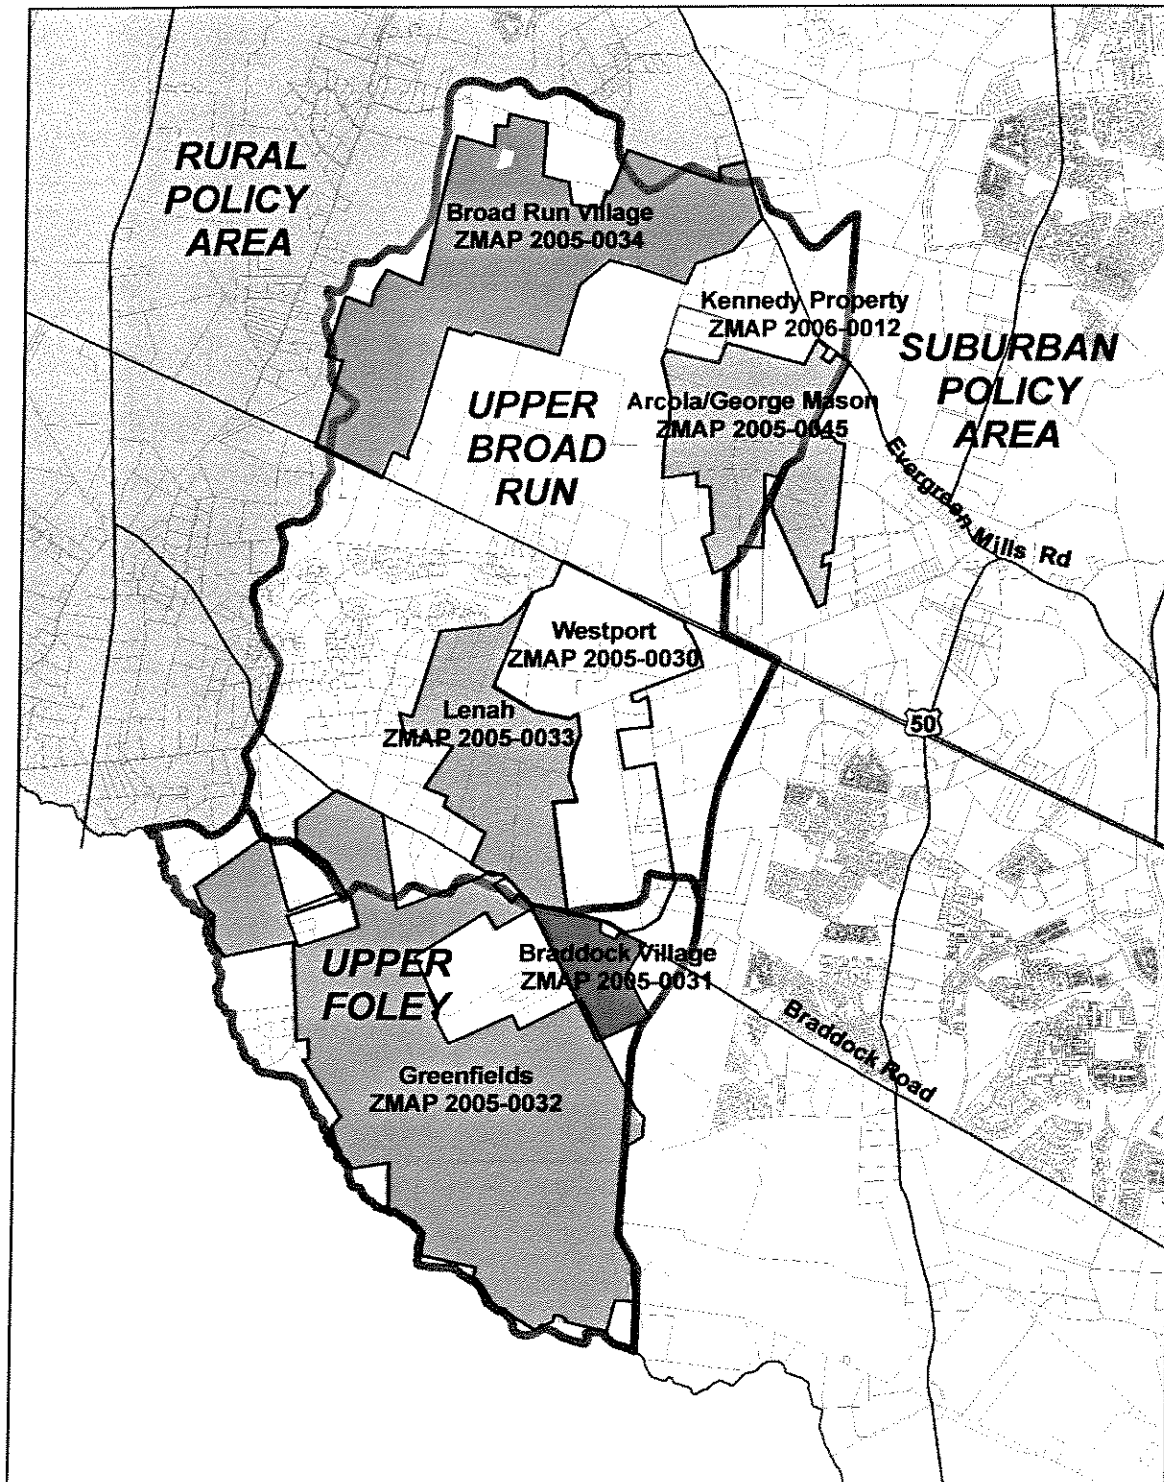 RURAL
POLICY
AREA
Broad Run Village
ZMAP 2005-0034
Kennedy Property
ZMAP 2006-0012
SUBURBAN
POLICY
AREA
UPPER
BROAD
RUN
Arcola/George Mason
ZMAP 2005-0045
Evergreen Mills Rd
Westport
ZMAP 2005-0030
Lenah
ZMAP 2005-0033
50
UPPER
FOLEY
Braddock Village
ZMAP 2005-0031
Braddock Road
Greenfields
ZMAP 2005-0032